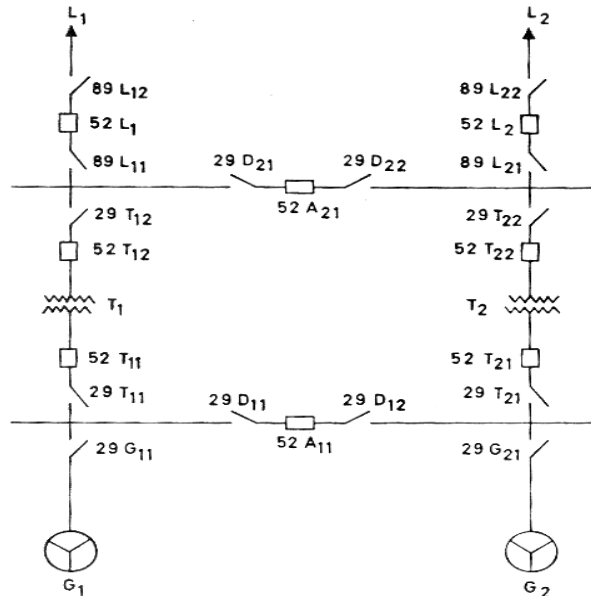 L₁ L₂
89 L₁₂ 89 L₂₂
52 L₁ 52 L₂
89 L₁₁ 29 D₂₁ 29 D₂₂ 89 L₂₁
52 A₂₁
29 T₁₂ 29 T₂₂
52 T₁₂ 52 T₂₂
T₁ T₂
52 T₁₁ 52 T₂₁
29 T₁₁ 29 D₁₁ 29 D₁₂ 29 T₂₁
52 A₁₁
29 G₁₁ 29 G₂₁
G₁ G₂